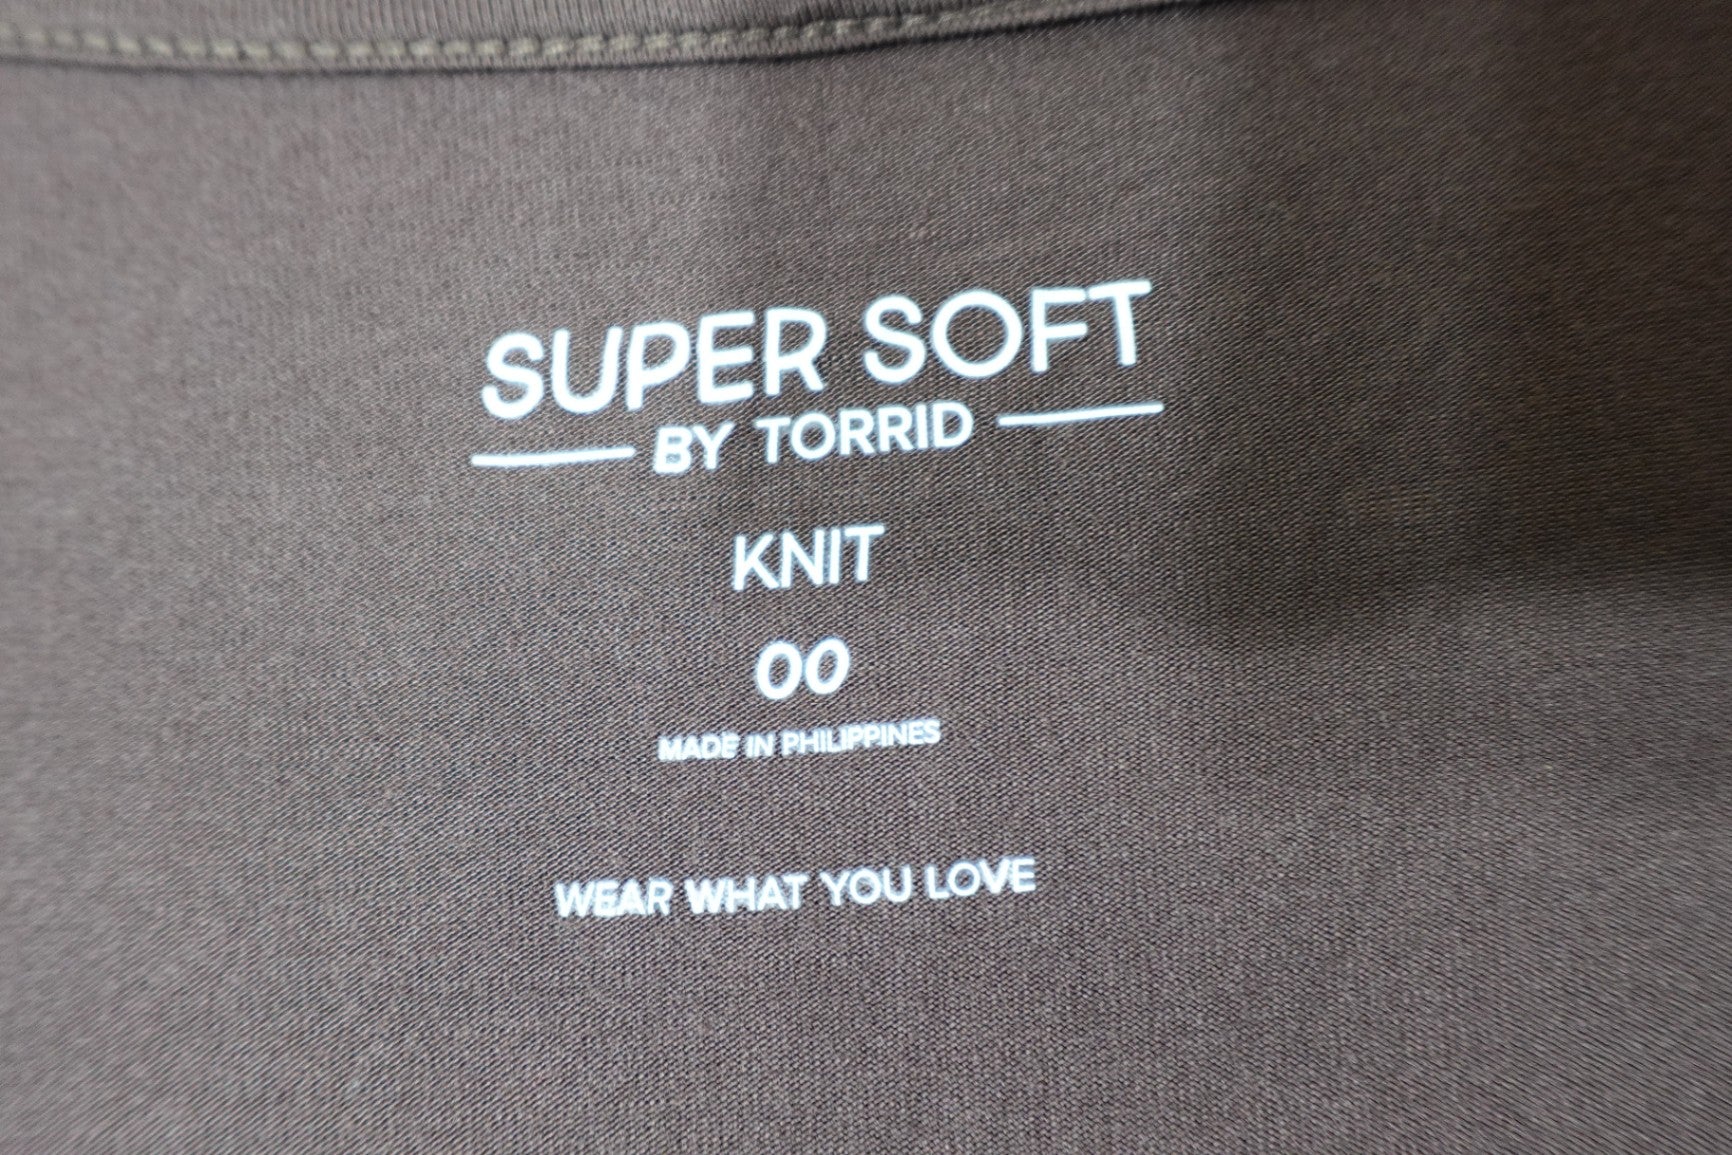 SUPER SOFT
BY TORRID
KNIT
00
MADE IN PHILIPPINES
WEAR WHAT YOU LOVE